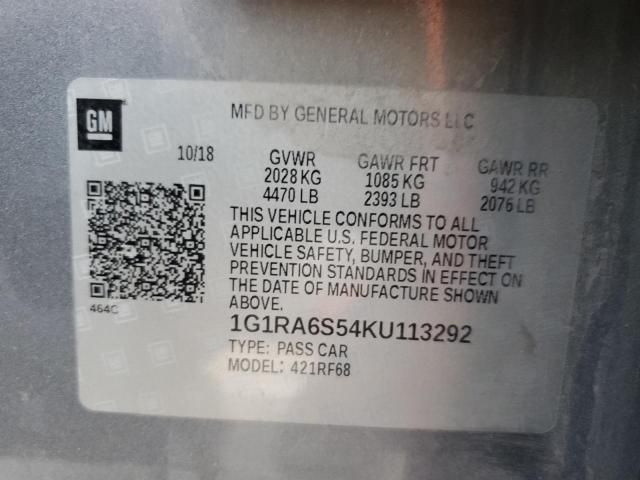 GM
MFD BY GENERAL MOTORS LLC
10/18 GVWR GAWR FRT GAWR RR
2028 KG 1085 KG 942 KG
4470 LB 2393 LB 2076 LB
THIS VEHICLE CONFORMS TO ALL
APPLICABLE U.S. FEDERAL MOTOR
VEHICLE SAFETY, BUMPER, AND THEFT
PREVENTION STANDARDS IN EFFECT ON
THE DATE OF MANUFACTURE SHOWN
ABOVE.
464C
1G1RA6S54KU113292
TYPE: PASS CAR
MODEL: 421RF68